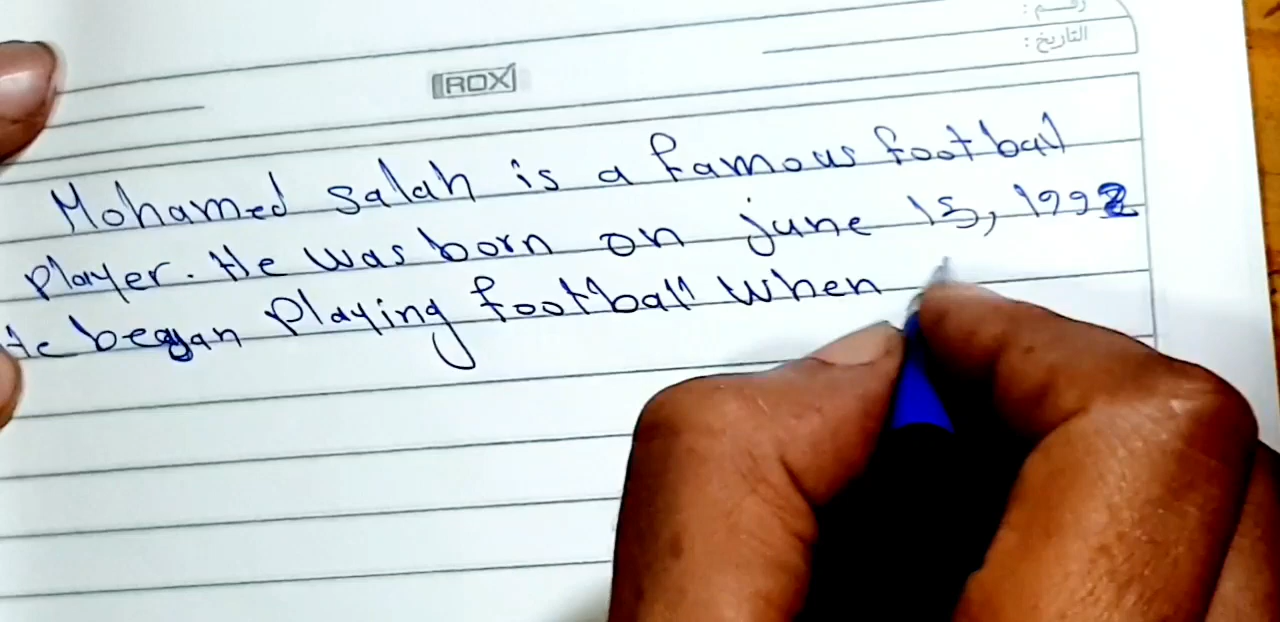 رقم :
التاريخ :
ROX
Mohamed Salah is a famous football
Player. He was born on june 15, 1992
He began Playing football when